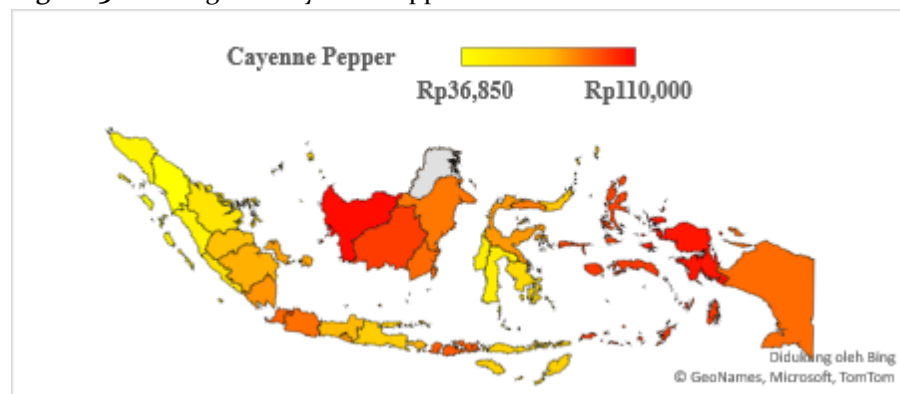 Cayenne Pepper
Rp36,850 Rp110,000
Didukung oleh Bing
© GeoNames, Microsoft, TomTom